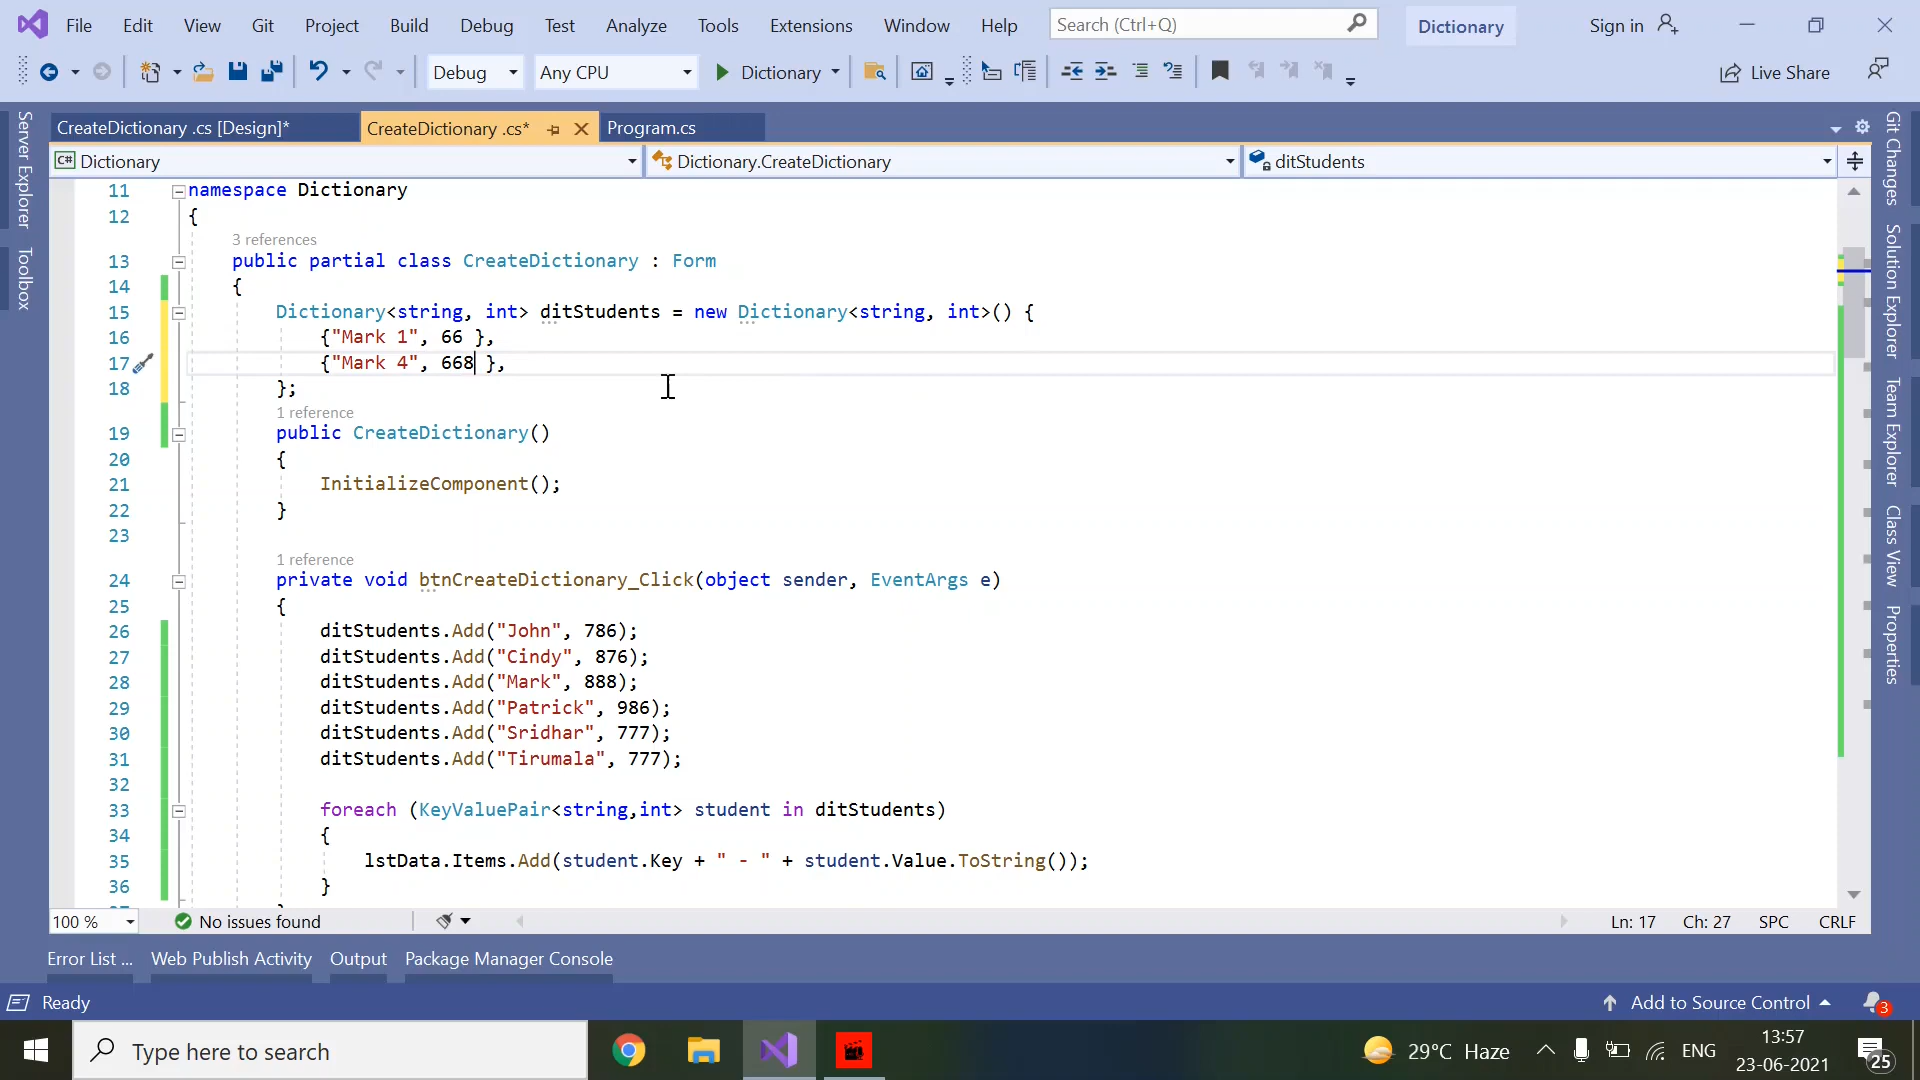 File Edit View Git Project Build Debug Test Analyze Tools Extensions Window Help Search (Ctrl+Q) Dictionary Sign in
Debug Any CPU Dictionary Live Share
CreateDictionary .cs [Design]* CreateDictionary .cs* Program.cs
C# Dictionary Dictionary.CreateDictionary ditStudents
Server Explorer
Toolbox
11 namespace Dictionary
12 {
3 references
13 public partial class CreateDictionary : Form
14 {
15 Dictionary<string, int> ditStudents = new Dictionary<string, int>() {
16 {"Mark 1", 66 },
17 {"Mark 4", 668 },
18 };
1 reference
19 public CreateDictionary()
20 {
21 InitializeComponent();
22 }
23
1 reference
24 private void btnCreateDictionary_Click(object sender, EventArgs e)
25 {
26 ditStudents.Add("John", 786);
27 ditStudents.Add("Cindy", 876);
28 ditStudents.Add("Mark", 888);
29 ditStudents.Add("Patrick", 986);
30 ditStudents.Add("Sridhar", 777);
31 ditStudents.Add("Tirumala", 777);
32
33 foreach (KeyValuePair<string,int> student in ditStudents)
34 {
35 lstData.Items.Add(student.Key + " - " + student.Value.ToString());
36 }
Git Changes
Solution Explorer
Team Explorer
Class View
Properties
100 % No issues found Ln: 17 Ch: 27 SPC CRLF
Error List ... Web Publish Activity Output Package Manager Console
Ready Add to Source Control 3
Type here to search 29°C Haze ENG 13:57
23-06-2021 25